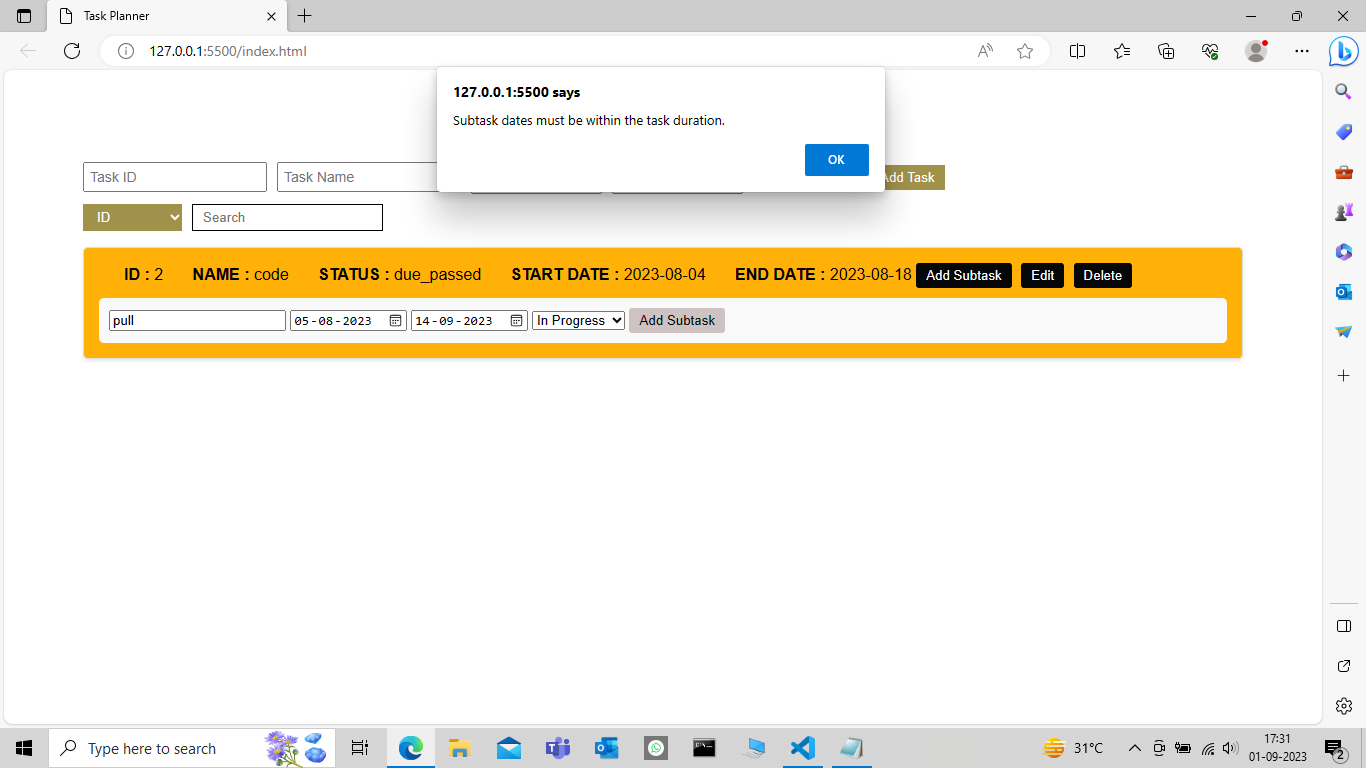 Task Planner
127.0.0.1:5500/index.html
127.0.0.1:5500 says
Subtask dates must be within the task duration.
OK
Task ID
Task Name
dd Task
ID
Search
ID : 2 NAME : code STATUS : due_passed START DATE : 2023-08-04 END DATE : 2023-08-18 Add Subtask Edit Delete
pull 05-08-2023 14-09-2023 In Progress Add Subtask
Type here to search
31°C
17:31
01-09-2023
2